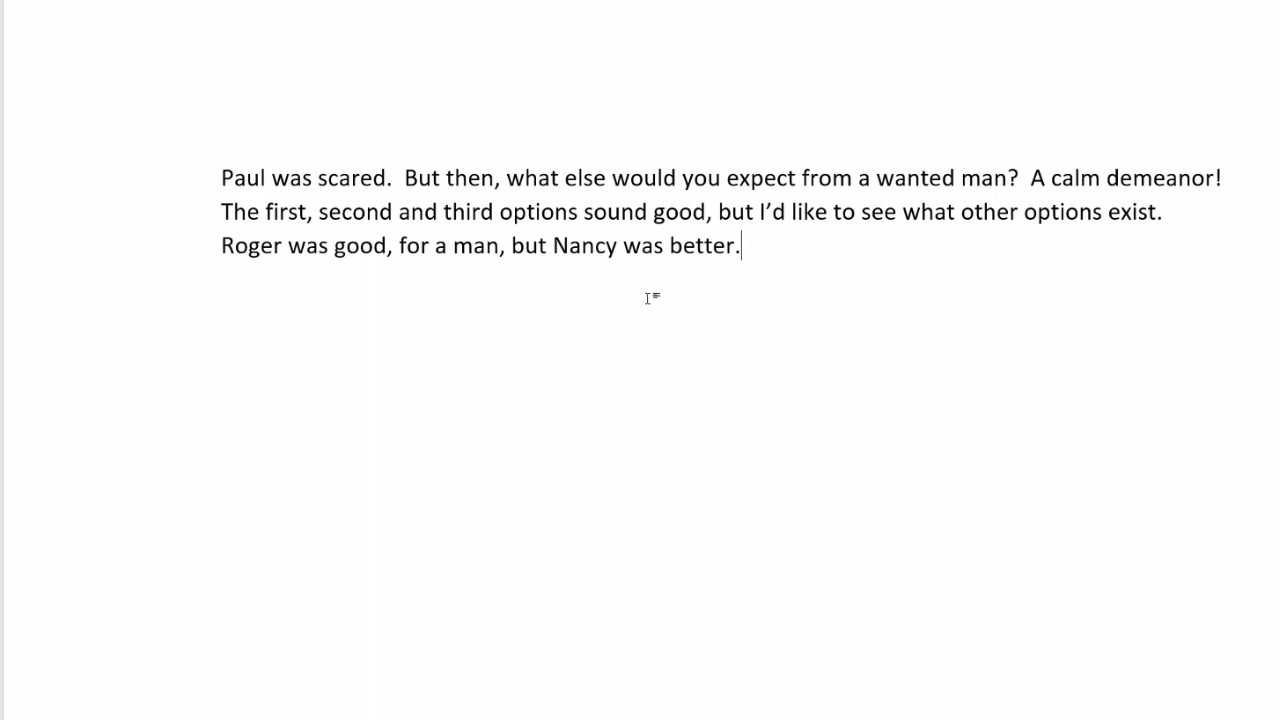 Paul was scared.  But then, what else would you expect from a wanted man?  A calm demeanor!
The first, second and third options sound good, but I’d like to see what other options exist.
Roger was good, for a man, but Nancy was better.